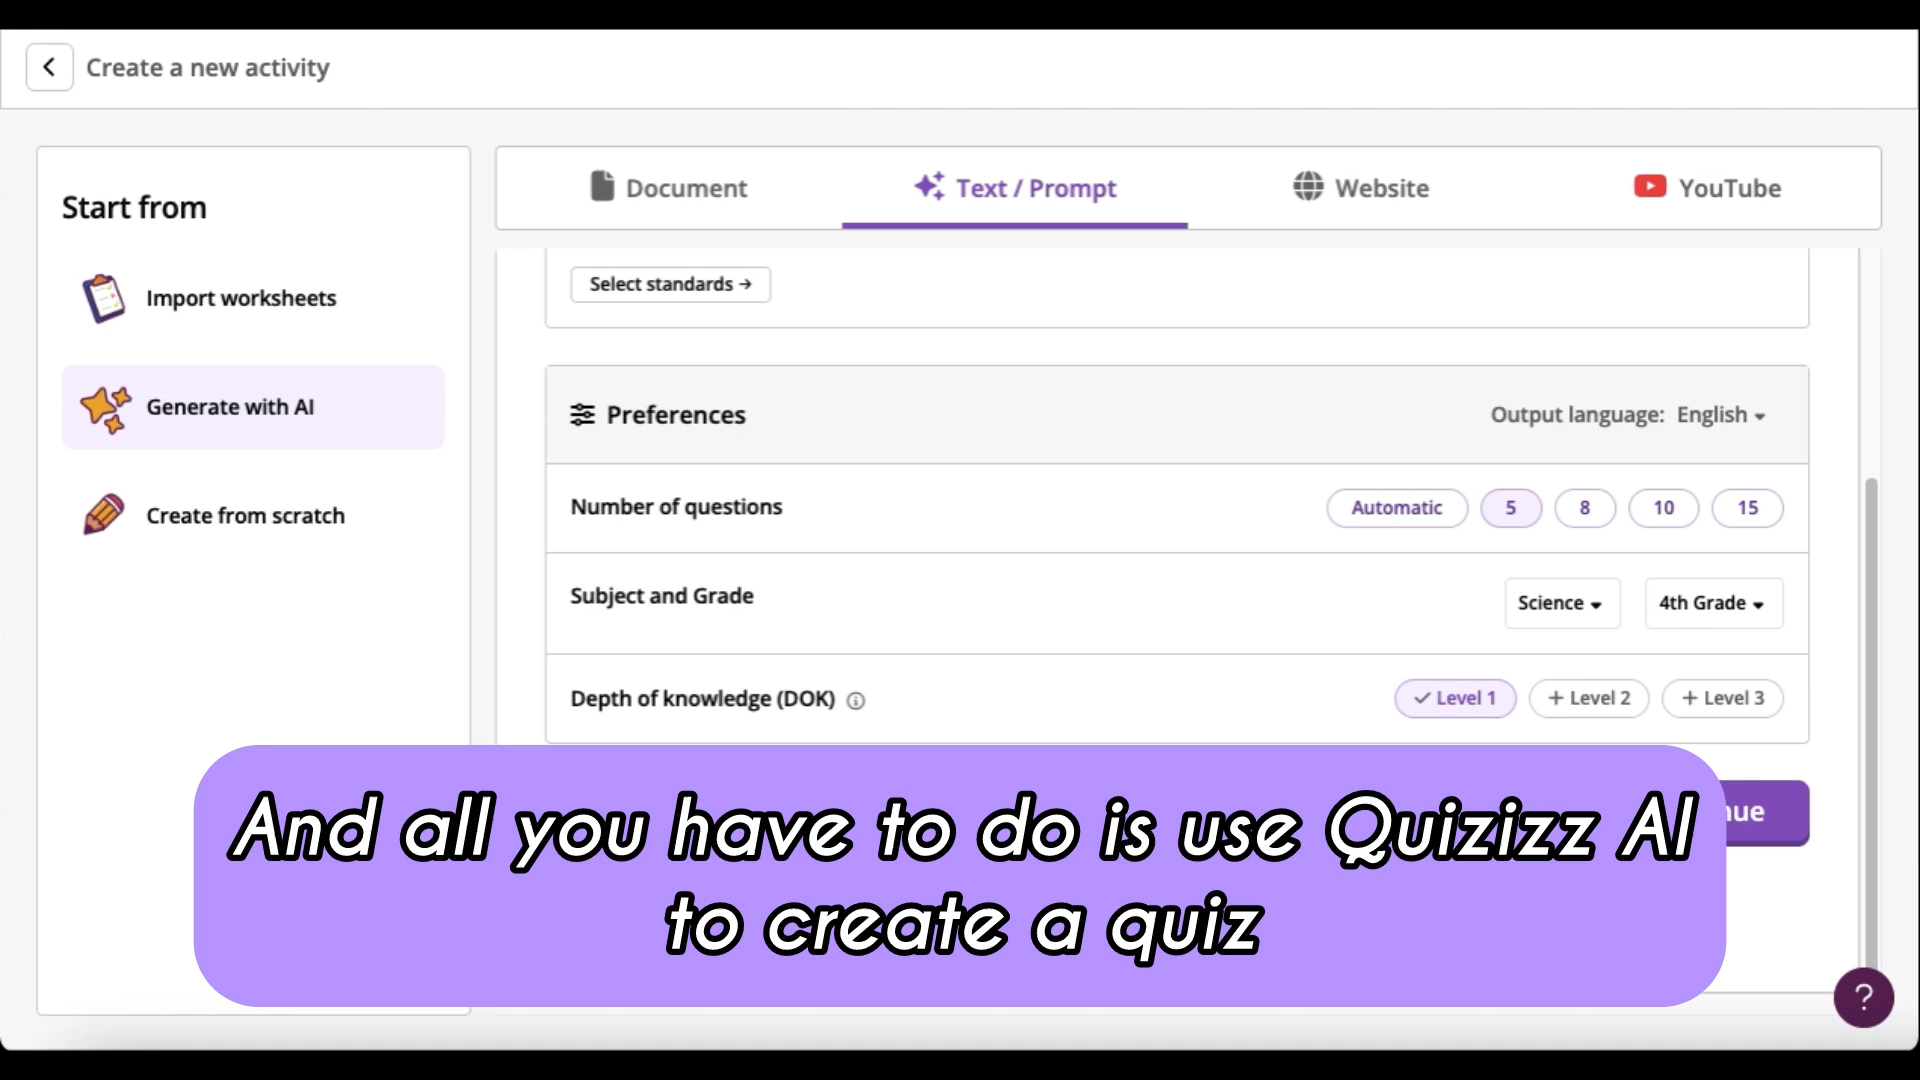 Create a new activity
Start from
Import worksheets
Generate with AI
Create from scratch
Document
Text / Prompt
Website
YouTube
Select standards →
Preferences
Output language: English
Number of questions
Automatic
5
8
10
15
Subject and Grade
Science
4th Grade
Depth of knowledge (DOK)
✓ Level 1
+ Level 2
+ Level 3
And all you have to do is use Quizizz AI
to create a quiz
?